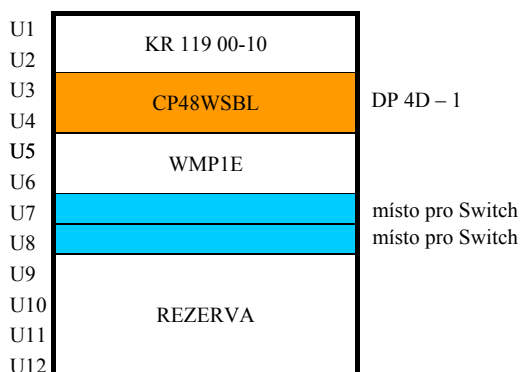 U1
KR 119 00-10
U2
U3
CP48WSBL
DP 4D – 1
U4
U5
WMP1E
U6
U7
místo pro Switch
U8
místo pro Switch
U9
U10
REZERVA
U11
U12